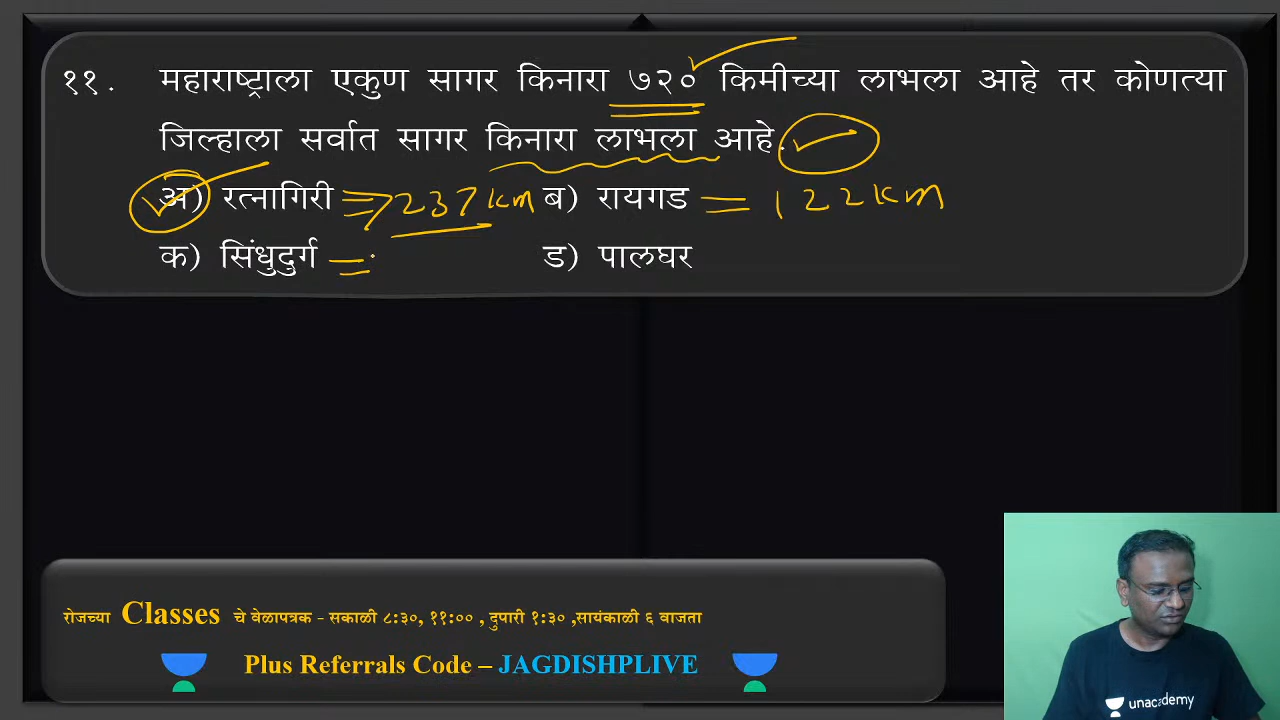 ११. महाराष्ट्राला एकुण सागर किनारा ७२० किमीच्या लाभला आहे तर कोणत्या
जिल्हाला सर्वात सागर किनारा लाभला आहे.
अ) रत्नागिरी => 237 km ब) रायगड = 122 km
क) सिंधुदुर्ग = ड) पालघर
रोजच्या Classes चे वेळापत्रक - सकाळी ८:३०, ११:०० , दुपारी १:३० ,सायंकाळी ६ वाजता
Plus Referrals Code – JAGDISHPLIVE
unacademy